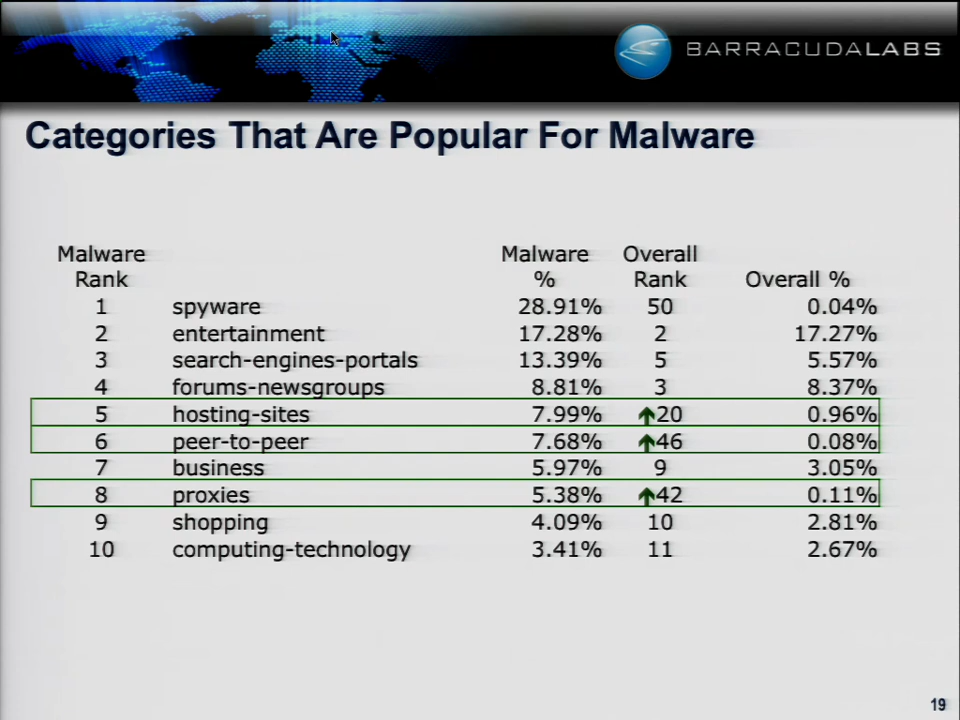 BARRACUDALABS
Categories That Are Popular For Malware
Malware Malware Overall
Rank % Rank Overall %
1 spyware 28.91% 50 0.04%
2 entertainment 17.28% 2 17.27%
3 search-engines-portals 13.39% 5 5.57%
4 forums-newsgroups 8.81% 3 8.37%
5 hosting-sites 7.99% 20 0.96%
6 peer-to-peer 7.68% 46 0.08%
7 business 5.97% 9 3.05%
8 proxies 5.38% 42 0.11%
9 shopping 4.09% 10 2.81%
10 computing-technology 3.41% 11 2.67%
19